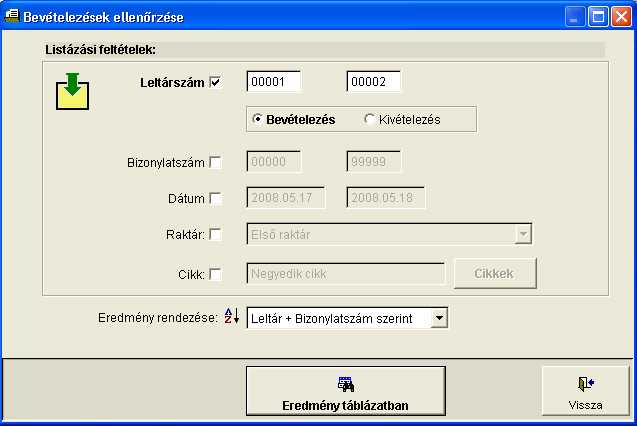 Bevételezések ellenőrzése
Listázási feltételek:
Leltárszám 00001 00002
Bevételezés Kivételezés
Bizonylatszám 00000 99999
Dátum 2008.05.17 2008.05.18
Raktár: Első raktár
Cikk: Negyedik cikk Cikkek
Eredmény rendezése: AZ Leltár + Bizonylatszám szerint
Eredmény táblázatban Vissza